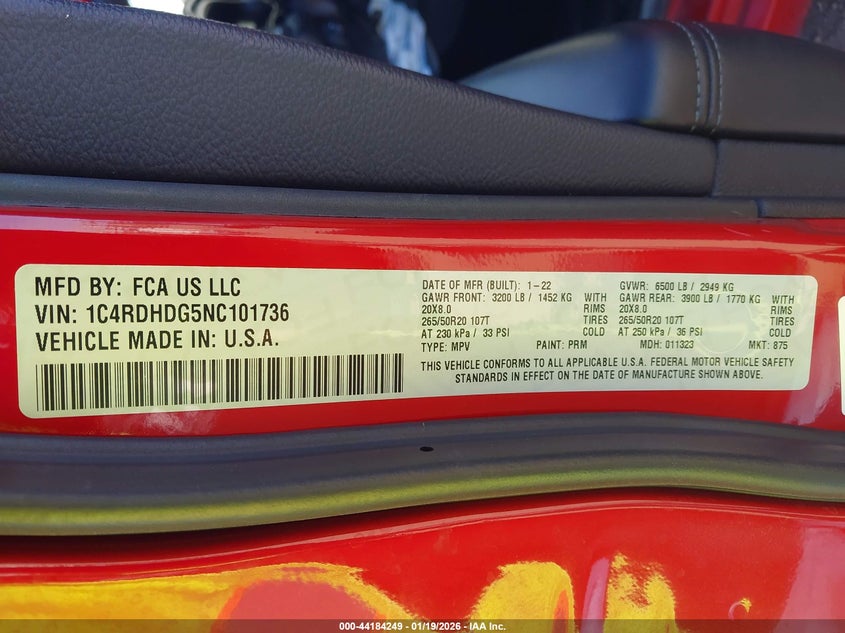 MFD BY: FCA US LLC
VIN: 1C4RDHDG5NC101736
VEHICLE MADE IN: U.S.A.
DATE OF MFR (BUILT): 1-22 GVWR: 6500 LB / 2949 KG
GAWR FRONT: 3200 LB / 1452 KG WITH GAWR REAR: 3900 LB / 1770 KG WITH
20X8.0 RIMS 20X8.0 RIMS
265/50R20 107T TIRES 265/50R20 107T TIRES
AT 230 kPa / 33 PSI COLD AT 250 kPa / 36 PSI COLD
TYPE: MPV PAINT: PRM MDH: 011323 MKT: 875
THIS VEHICLE CONFORMS TO ALL APPLICABLE U.S.A. FEDERAL MOTOR VEHICLE SAFETY
STANDARDS IN EFFECT ON THE DATE OF MANUFACTURE SHOWN ABOVE.
000-44184249 - 01/19/2026 - IAA Inc.